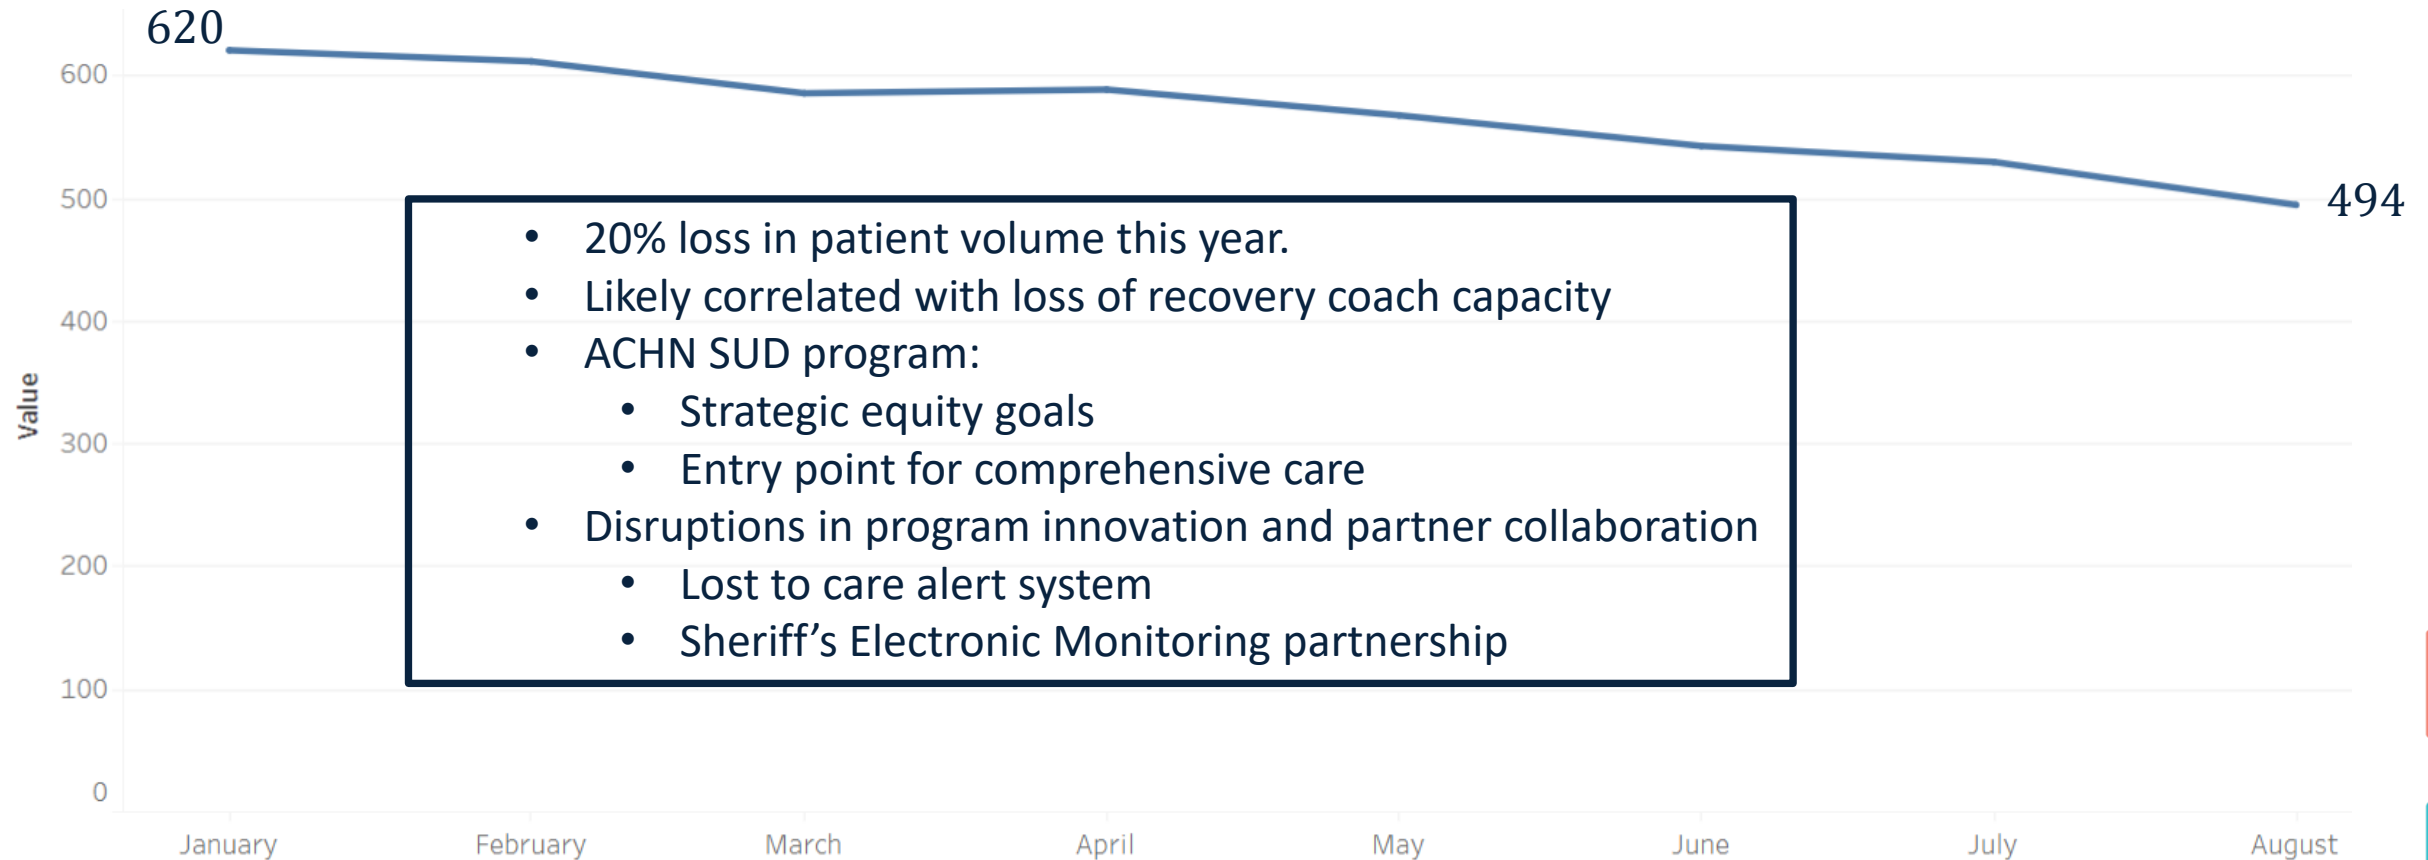 620
600
500
494
400
300
200
100
0
Value
• 20% loss in patient volume this year.
• Likely correlated with loss of recovery coach capacity
• ACHN SUD program:
• Strategic equity goals
• Entry point for comprehensive care
• Disruptions in program innovation and partner collaboration
• Lost to care alert system
• Sheriff’s Electronic Monitoring partnership
January February March April May June July August